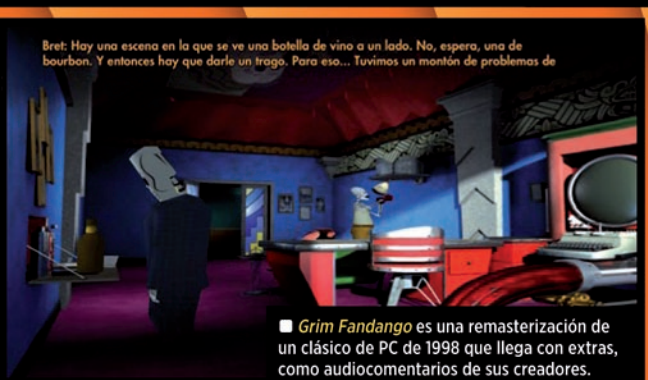 Bret: Hay una escena en la que se ve una botella de vino a un lado. No, espera, una de
bourbon. Y entonces hay que darle un trago. Para eso... Tuvimos un montón de problemas de
Grim Fandango es una remasterización de
un clásico de PC de 1998 que llega con extras,
como audiocomentarios de sus creadores.